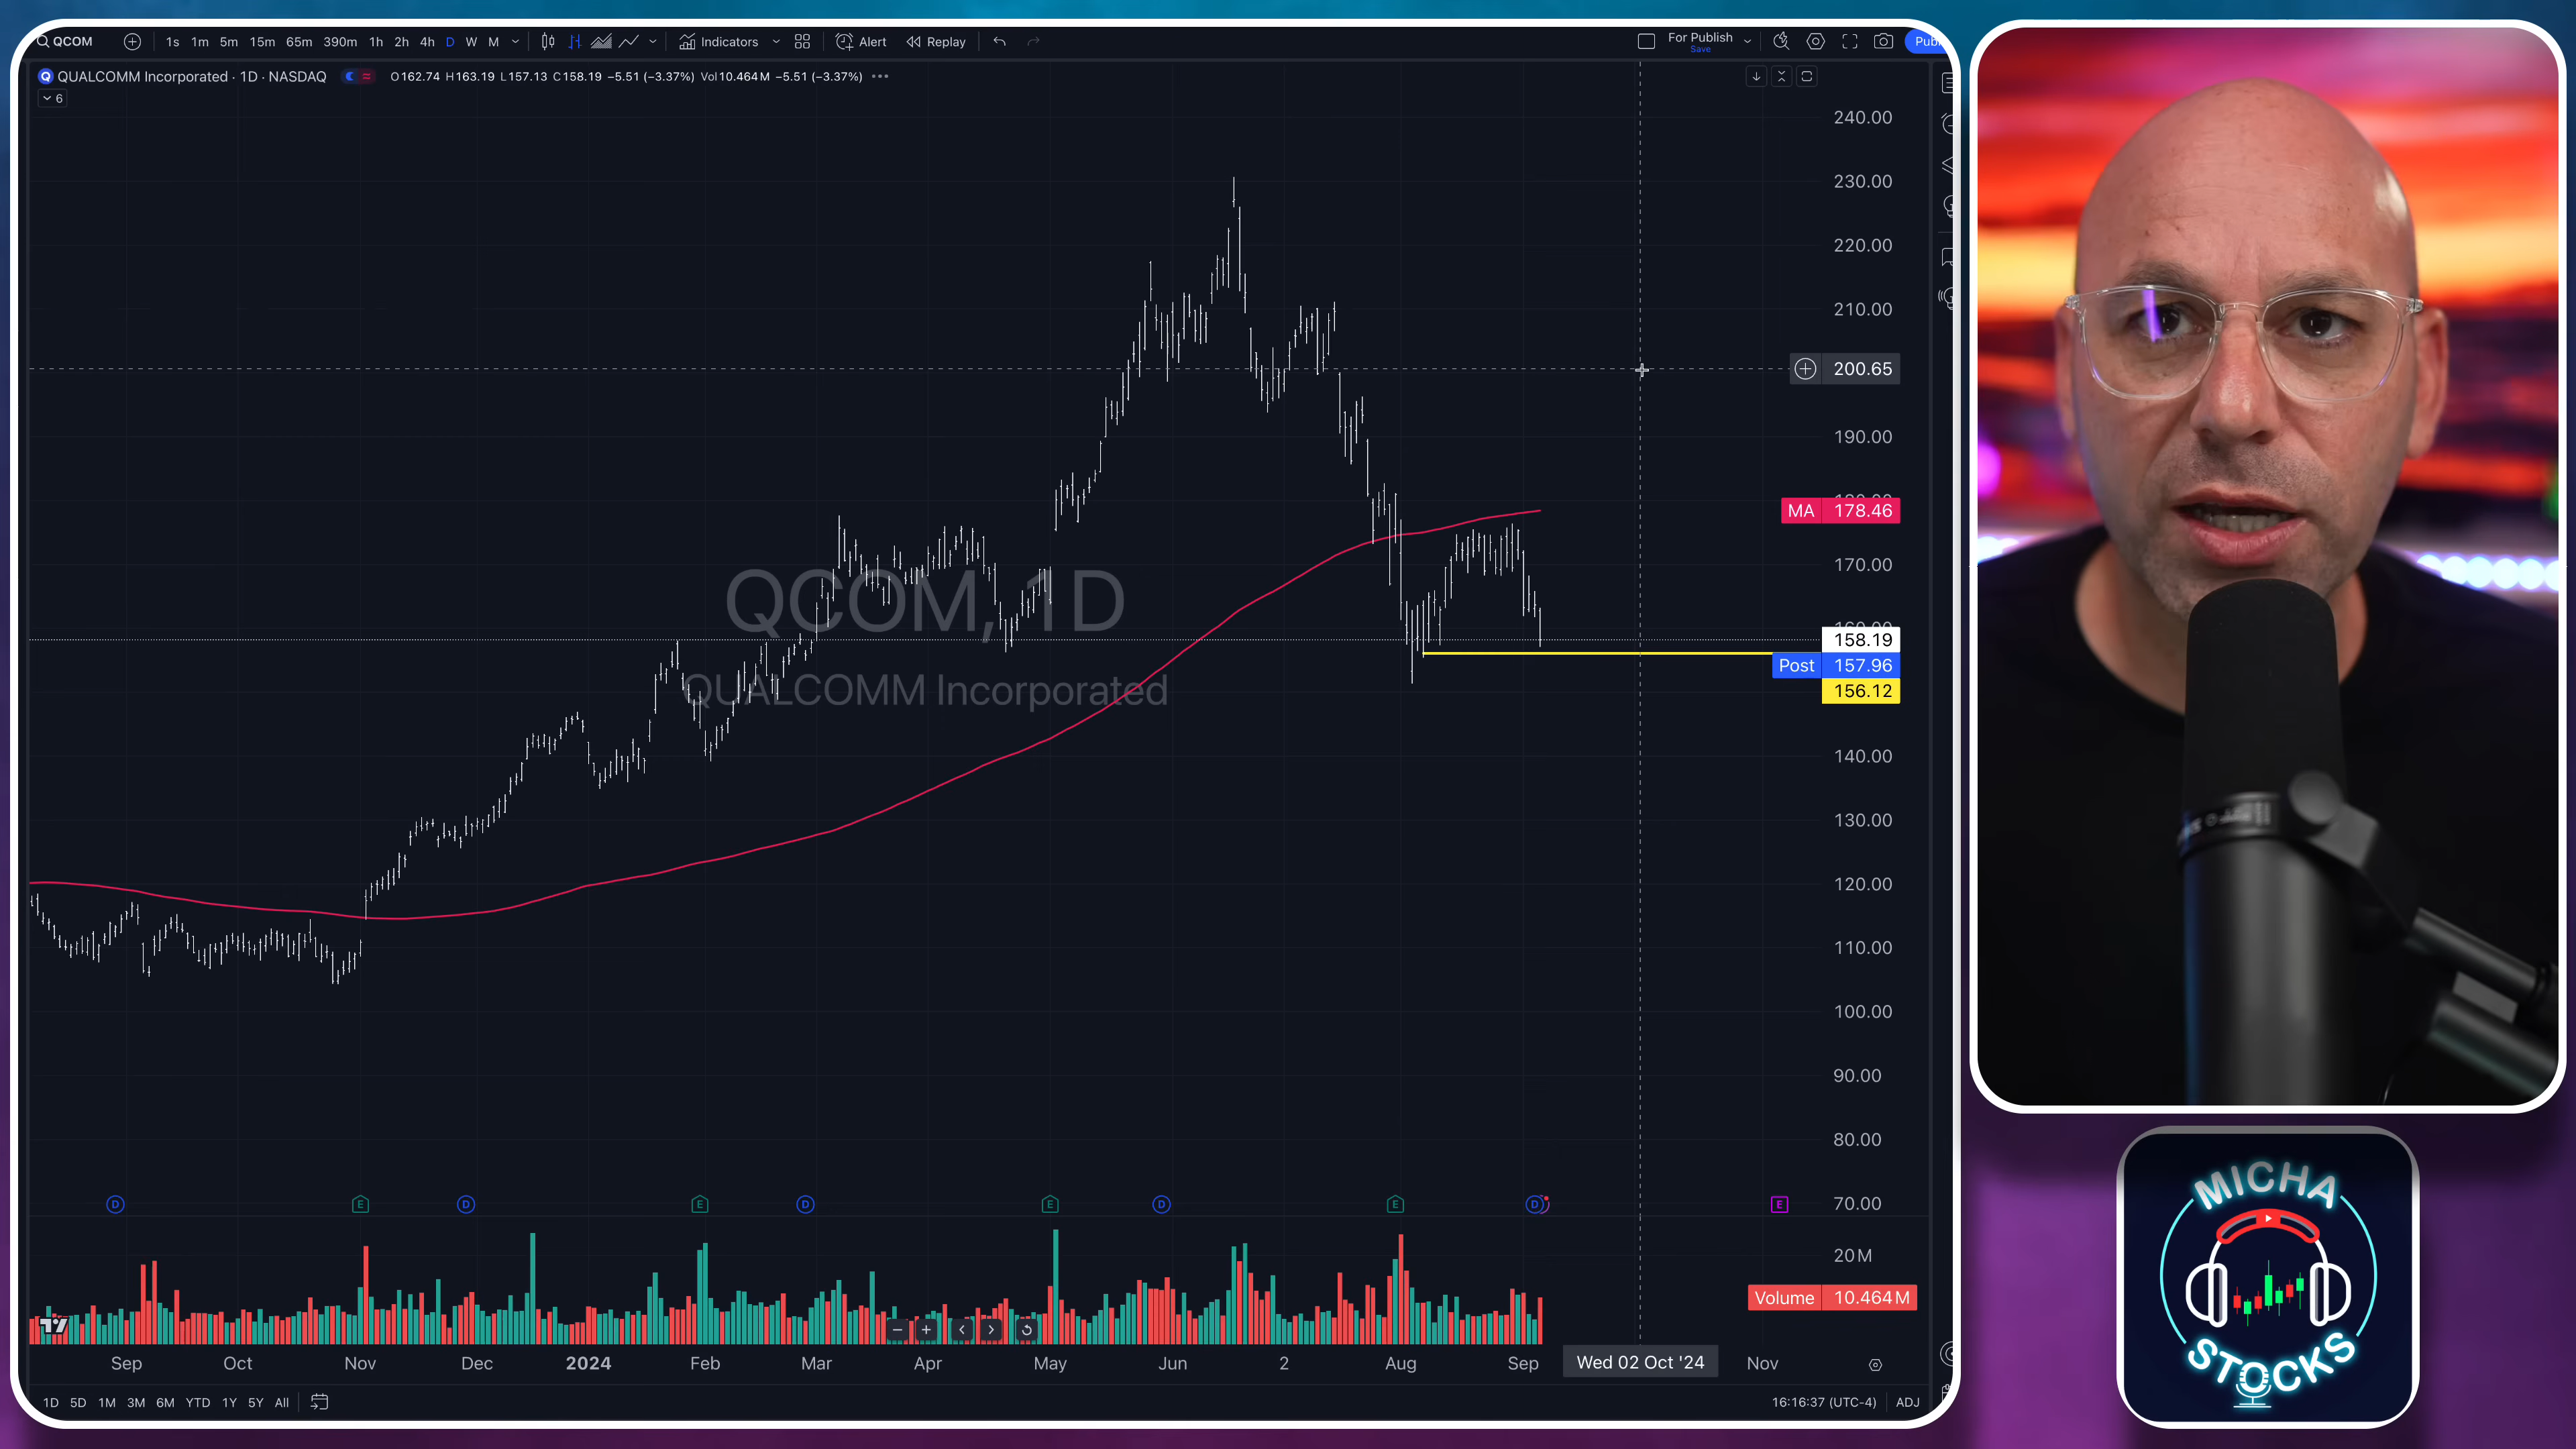 QCOM 1s 1m 5m 15m 65m 390m 1h 2h 4h D W M Indicators Alert Replay For Publish Publ
Save
QUALCOMM Incorporated · 1D · NASDAQ O162.74 H163.19 L157.13 C158.19 −5.51 (−3.37%) Vol10.464 M −5.51 (−3.37%)
6
240.00
230.00
220.00
210.00
200.65
190.00
MA 178.46
170.00
QCOM, 1D
158.19
Post 157.96
QUALCOMM Incorporated
156.12
140.00
130.00
120.00
110.00
100.00
90.00
80.00
D E D E D E D E D E 70.00
20 M
Volume 10.464 M
Sep Oct Nov Dec 2024 Feb Mar Apr May Jun 2 Aug Sep Wed 02 Oct '24 Nov
1D 5D 1M 3M 6M YTD 1Y 5Y All 16:16:37 (UTC-4) ADJ
MICHA
STOCKS